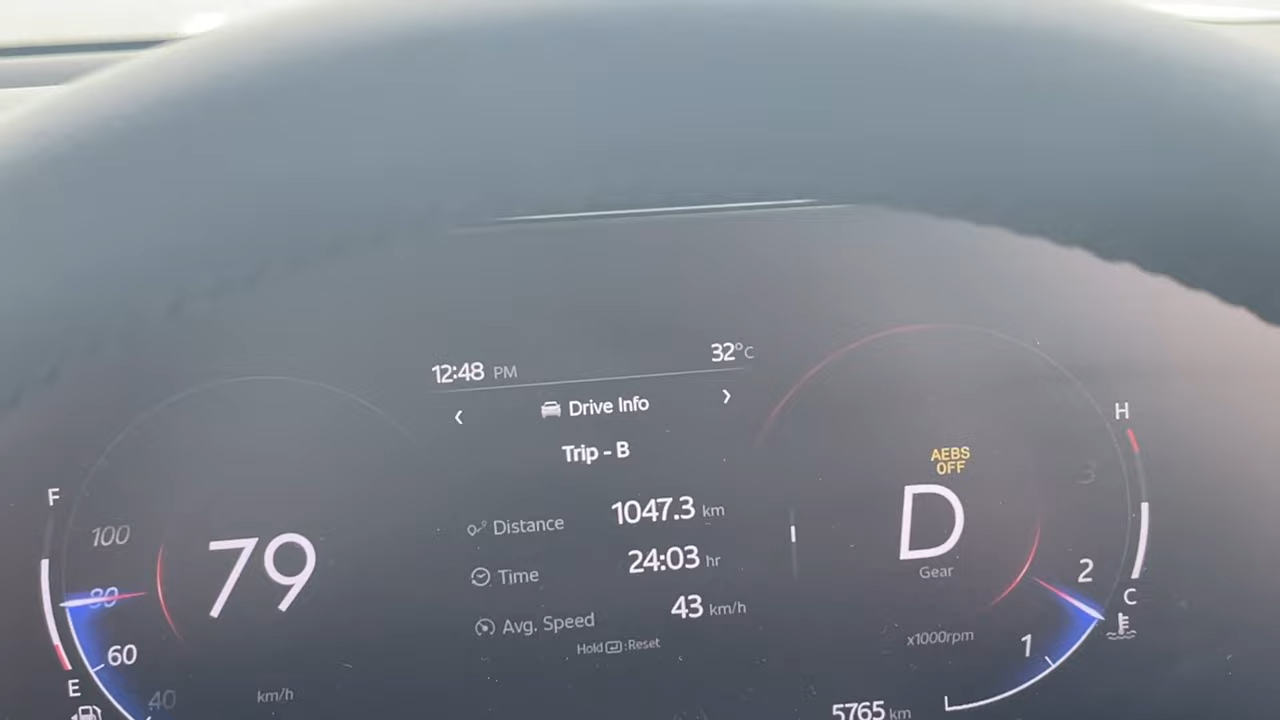 12:48 PM
32°C
Drive Info
Trip - B
Distance 1047.3 km
Time 24:03 hr
Avg. Speed 43 km/h
Hold :Reset
F
100
80
60
40
E
79
km/h
AEBS
OFF
D
Gear
x1000rpm
3
2
1
H
C
5765 km